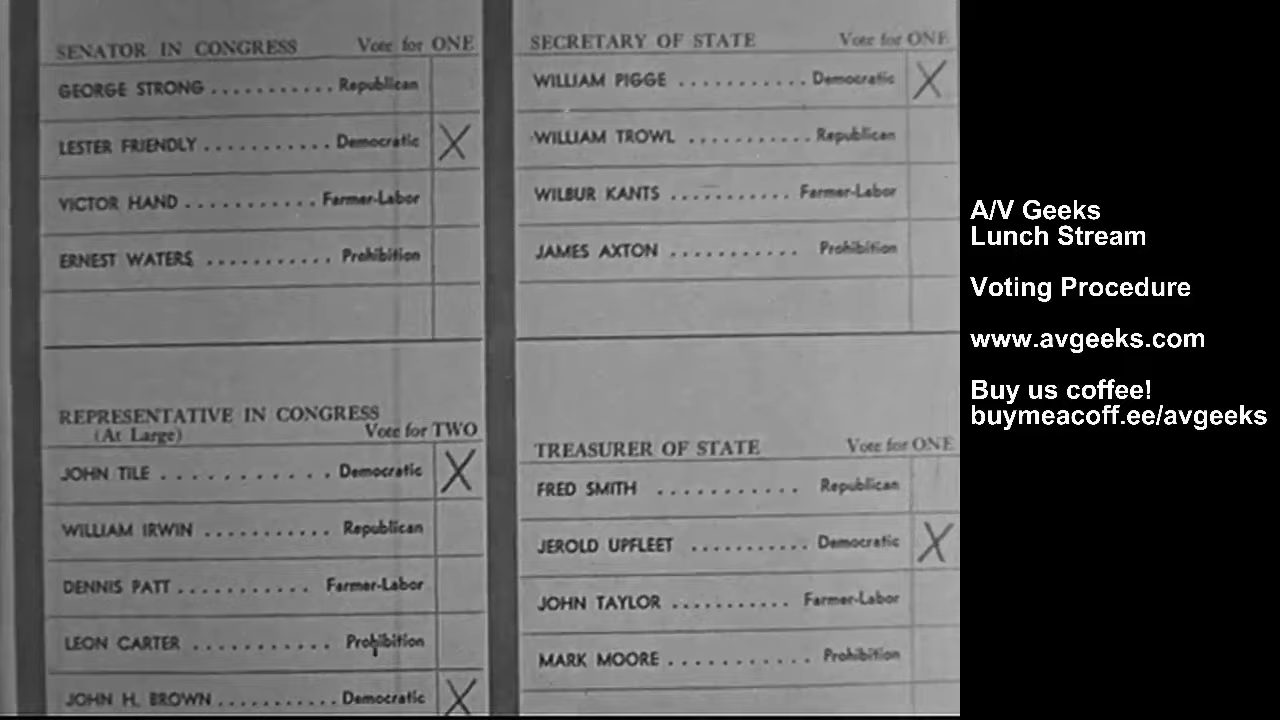 SENATOR IN CONGRESS Vote for ONE
GEORGE STRONG ........... Republican
LESTER FRIENDLY ........... Democratic X
VICTOR HAND ........... Farmer-Labor
ERNEST WATERS ........... Prohibition
REPRESENTATIVE IN CONGRESS
(At Large) Vote for TWO
JOHN TILE ........... Democratic X
WILLIAM IRWIN .......... Republican
DENNIS PATT ........... Farmer-Labor
LEON CARTER ........... Prohibition
JOHN H. BROWN .......... Democratic X
SECRETARY OF STATE Vote for ONE
WILLIAM PIGGE ........... Democratic X
WILLIAM TROWL ........... Republican
WILBUR KANTS ........... Farmer-Labor
JAMES AXTON ........... Prohibition
TREASURER OF STATE Vote for ONE
FRED SMITH ........... Republican
JEROLD UPFLEET ........... Democratic X
JOHN TAYLOR ........... Farmer-Labor
MARK MOORE ........... Prohibition
A/V Geeks
Lunch Stream
Voting Procedure
www.avgeeks.com
Buy us coffee!
buymeacoff.ee/avgeeks